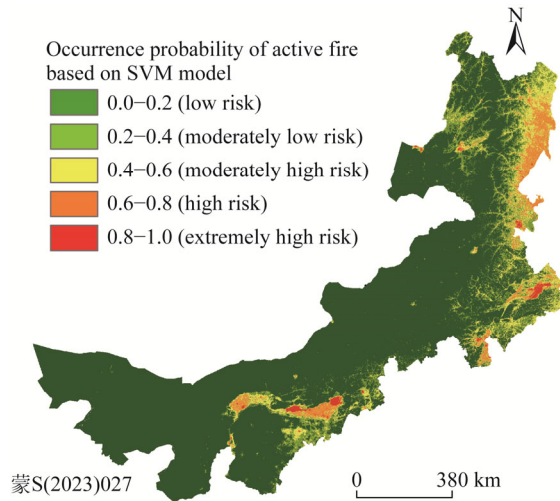 N
Occurrence probability of active fire
based on SVM model
0.0−0.2 (low risk)
0.2−0.4 (moderately low risk)
0.4−0.6 (moderately high risk)
0.6−0.8 (high risk)
0.8−1.0 (extremely high risk)
蒙S(2023)027
0 380 km